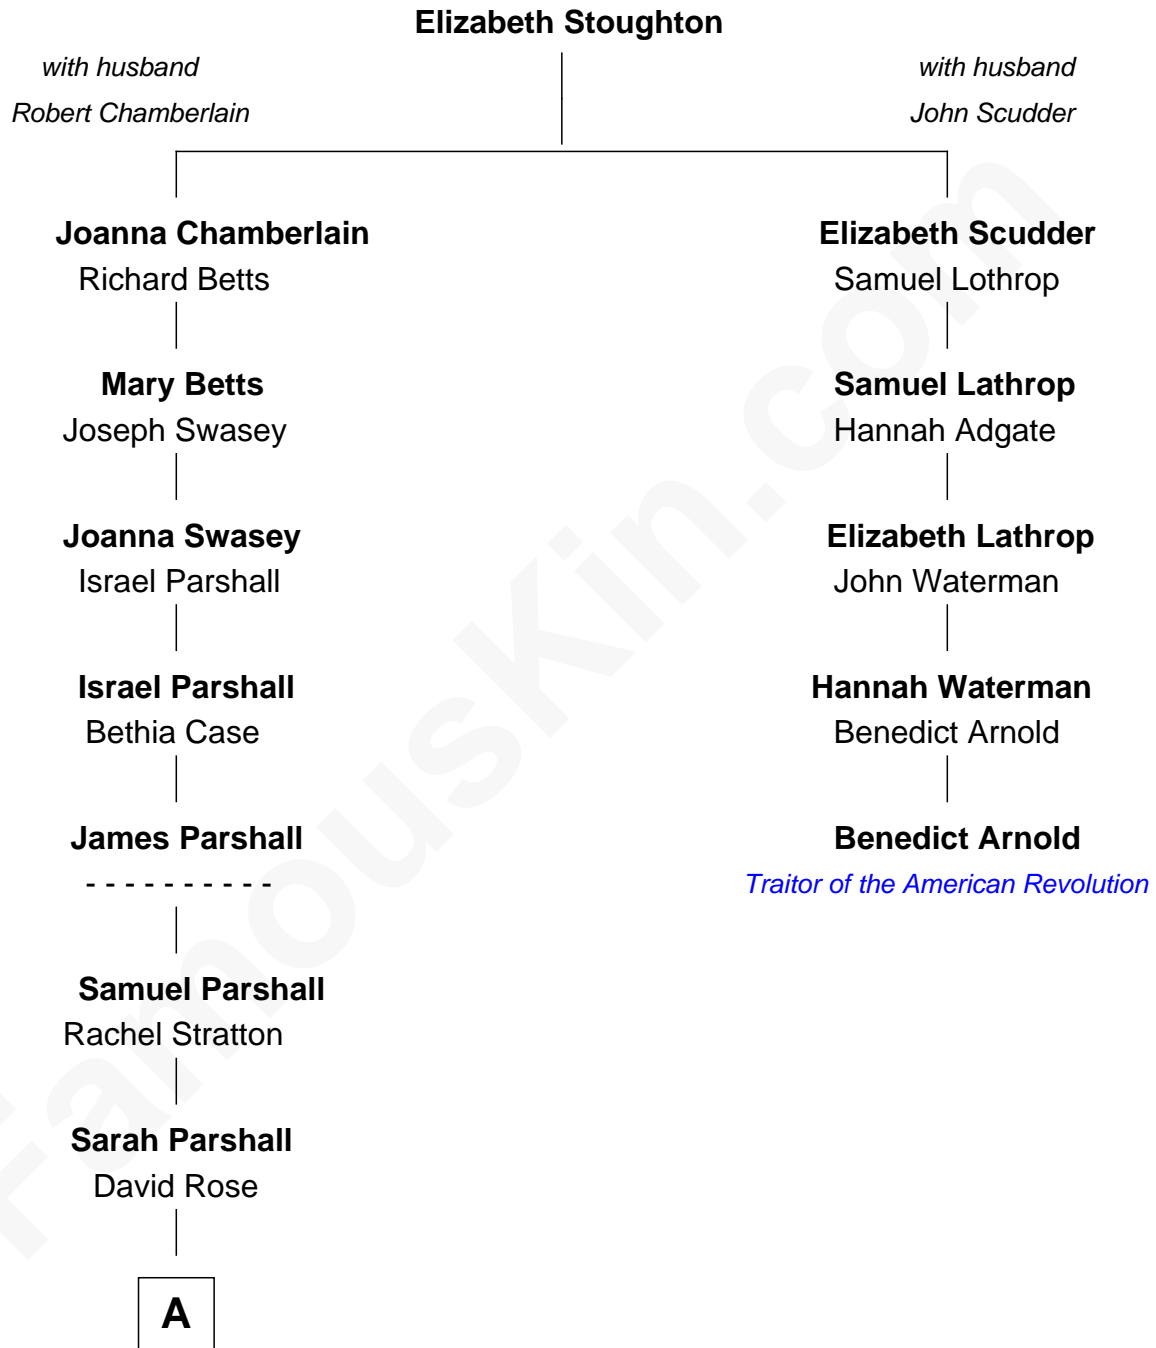 Elizabeth Stoughton
with husband
Robert Chamberlain
with husband
John Scudder
Joanna Chamberlain
Richard Betts
Elizabeth Scudder
Samuel Lothrop
Mary Betts
Joseph Swasey
Samuel Lathrop
Hannah Adgate
Joanna Swasey
Israel Parshall
Elizabeth Lathrop
John Waterman
Israel Parshall
Bethia Case
Hannah Waterman
Benedict Arnold
James Parshall
- - - - - - - - - -
Benedict Arnold
Traitor of the American Revolution
Samuel Parshall
Rachel Stratton
Sarah Parshall
David Rose
A
FamousKin.com